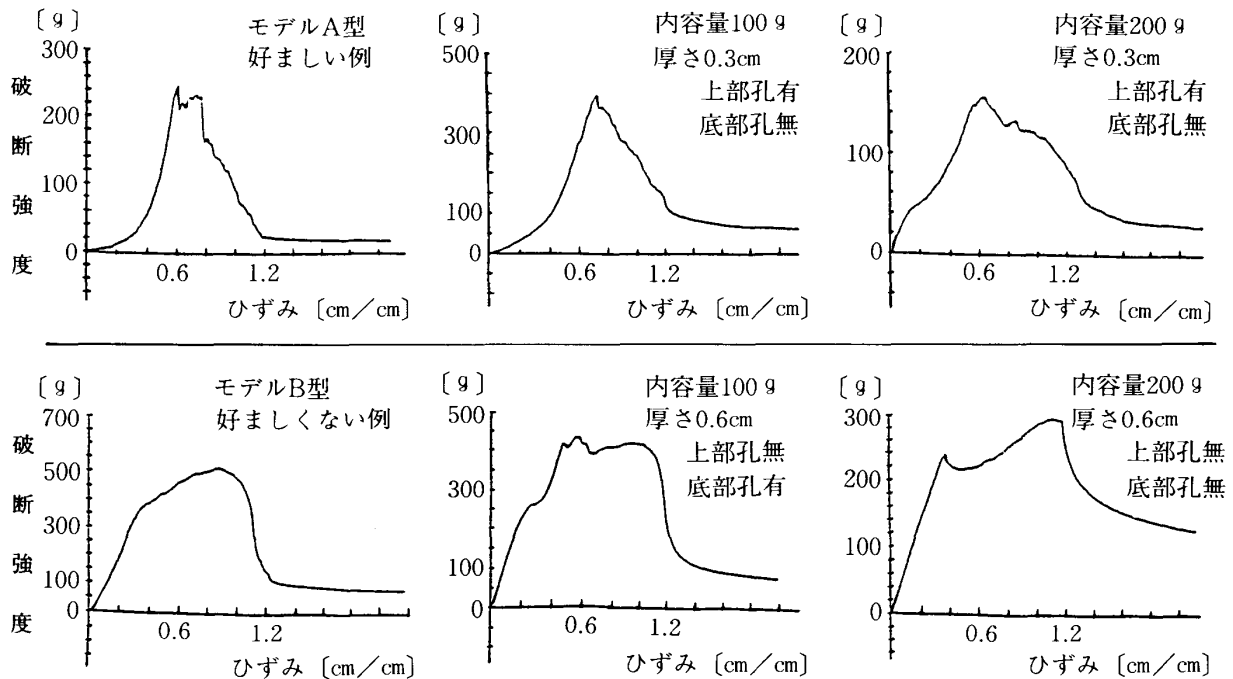 〔g〕
モデルA型
好ましい例
300
200
100
0
0.6
1.2
ひずみ〔cm/cm〕
破断強度
〔g〕
内容量100g
厚さ0.3cm
上部孔有
底部孔無
500
300
100
0
0.6
1.2
ひずみ〔cm/cm〕
〔g〕
内容量200g
厚さ0.3cm
上部孔有
底部孔無
200
100
0
0.6
1.2
ひずみ〔cm/cm〕
〔g〕
モデルB型
好ましくない例
700
500
300
100
0
0.6
1.2
ひずみ〔cm/cm〕
破断強度
〔g〕
内容量100g
厚さ0.6cm
上部孔無
底部孔有
500
300
100
0
0.6
1.2
ひずみ〔cm/cm〕
〔g〕
内容量200g
厚さ0.6cm
上部孔無
底部孔無
300
200
100
0
0.6
1.2
ひずみ〔cm/cm〕